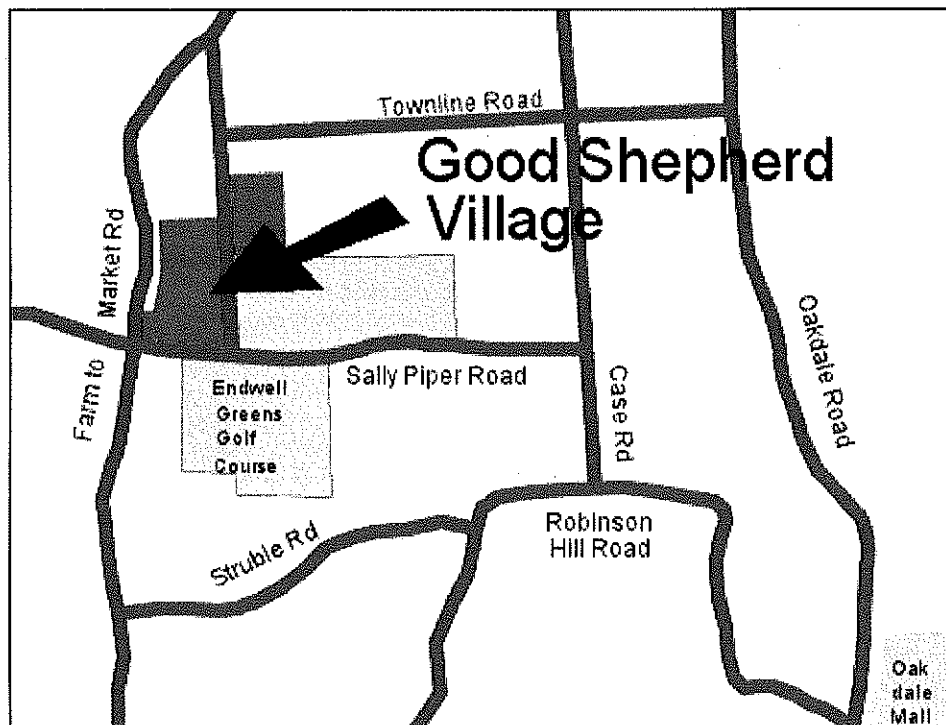 Townline Road
Good Shepherd
Village
Farm to Market Rd
Oakdale Road
Sally Piper Road
Case Rd
Endwell
Greens
Golf
Course
Robinson
Hill Road
Struble Rd
Oak
dale
Mall